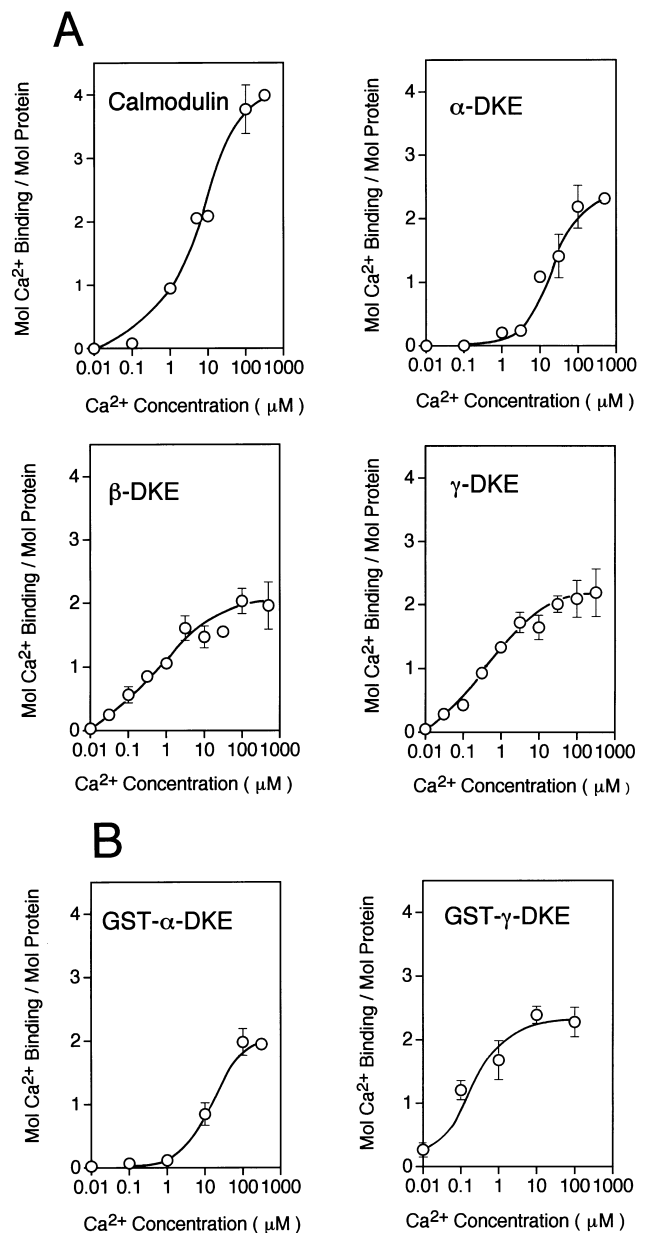 A
Mol Ca2+ Binding / Mol Protein
Calmodulin
4
3
2
1
0
0.01 0.1 1 10 100 1000
Ca2+ Concentration ( μM )
Mol Ca2+ Binding / Mol Protein
α-DKE
4
3
2
1
0
0.01 0.1 1 10 100 1000
Ca2+ Concentration ( μM )
Mol Ca2+ Binding / Mol Protein
β-DKE
4
3
2
1
0
0.01 0.1 1 10 100 1000
Ca2+ Concentration ( μM )
Mol Ca2+ Binding / Mol Protein
γ-DKE
4
3
2
1
0
0.01 0.1 1 10 100 1000
Ca2+ Concentration ( μM )
B
Mol Ca2+ Binding / Mol Protein
GST-α-DKE
4
3
2
1
0
0.01 0.1 1 10 100 1000
Ca2+ Concentration ( μM )
Mol Ca2+ Binding / Mol Protein
GST-γ-DKE
4
3
2
1
0
0.01 0.1 1 10 100 1000
Ca2+ Concentration ( μM )